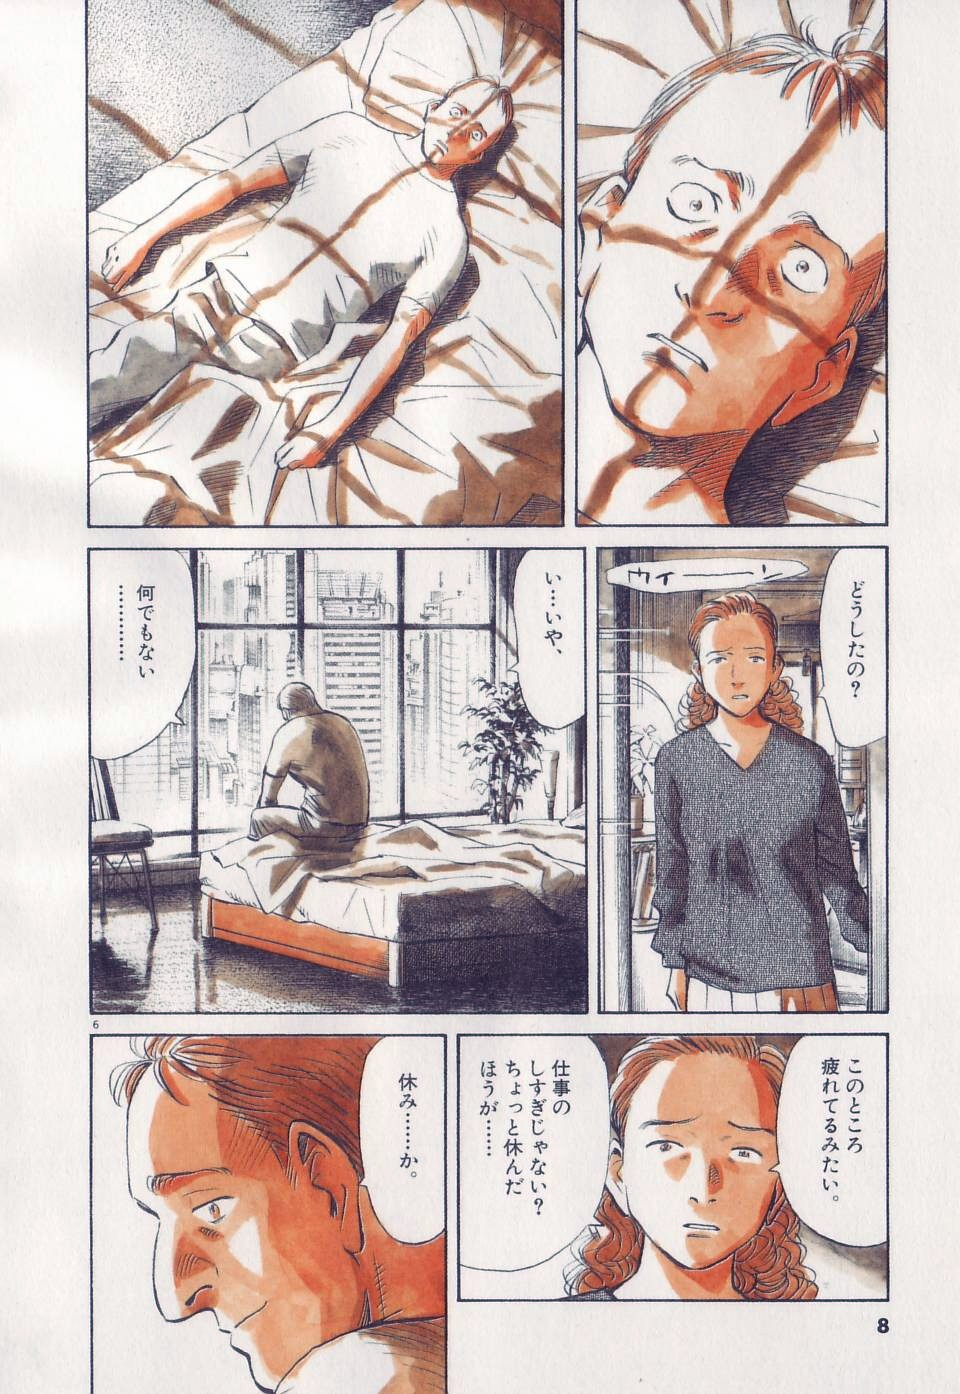 どうしたの？
ウィーーン
い…いや、
何でもない
…………
このところ
疲れてるみたい。
仕事の
しすぎじゃない？
ちょっと休んだ
ほうが……
休み………か。
6
8